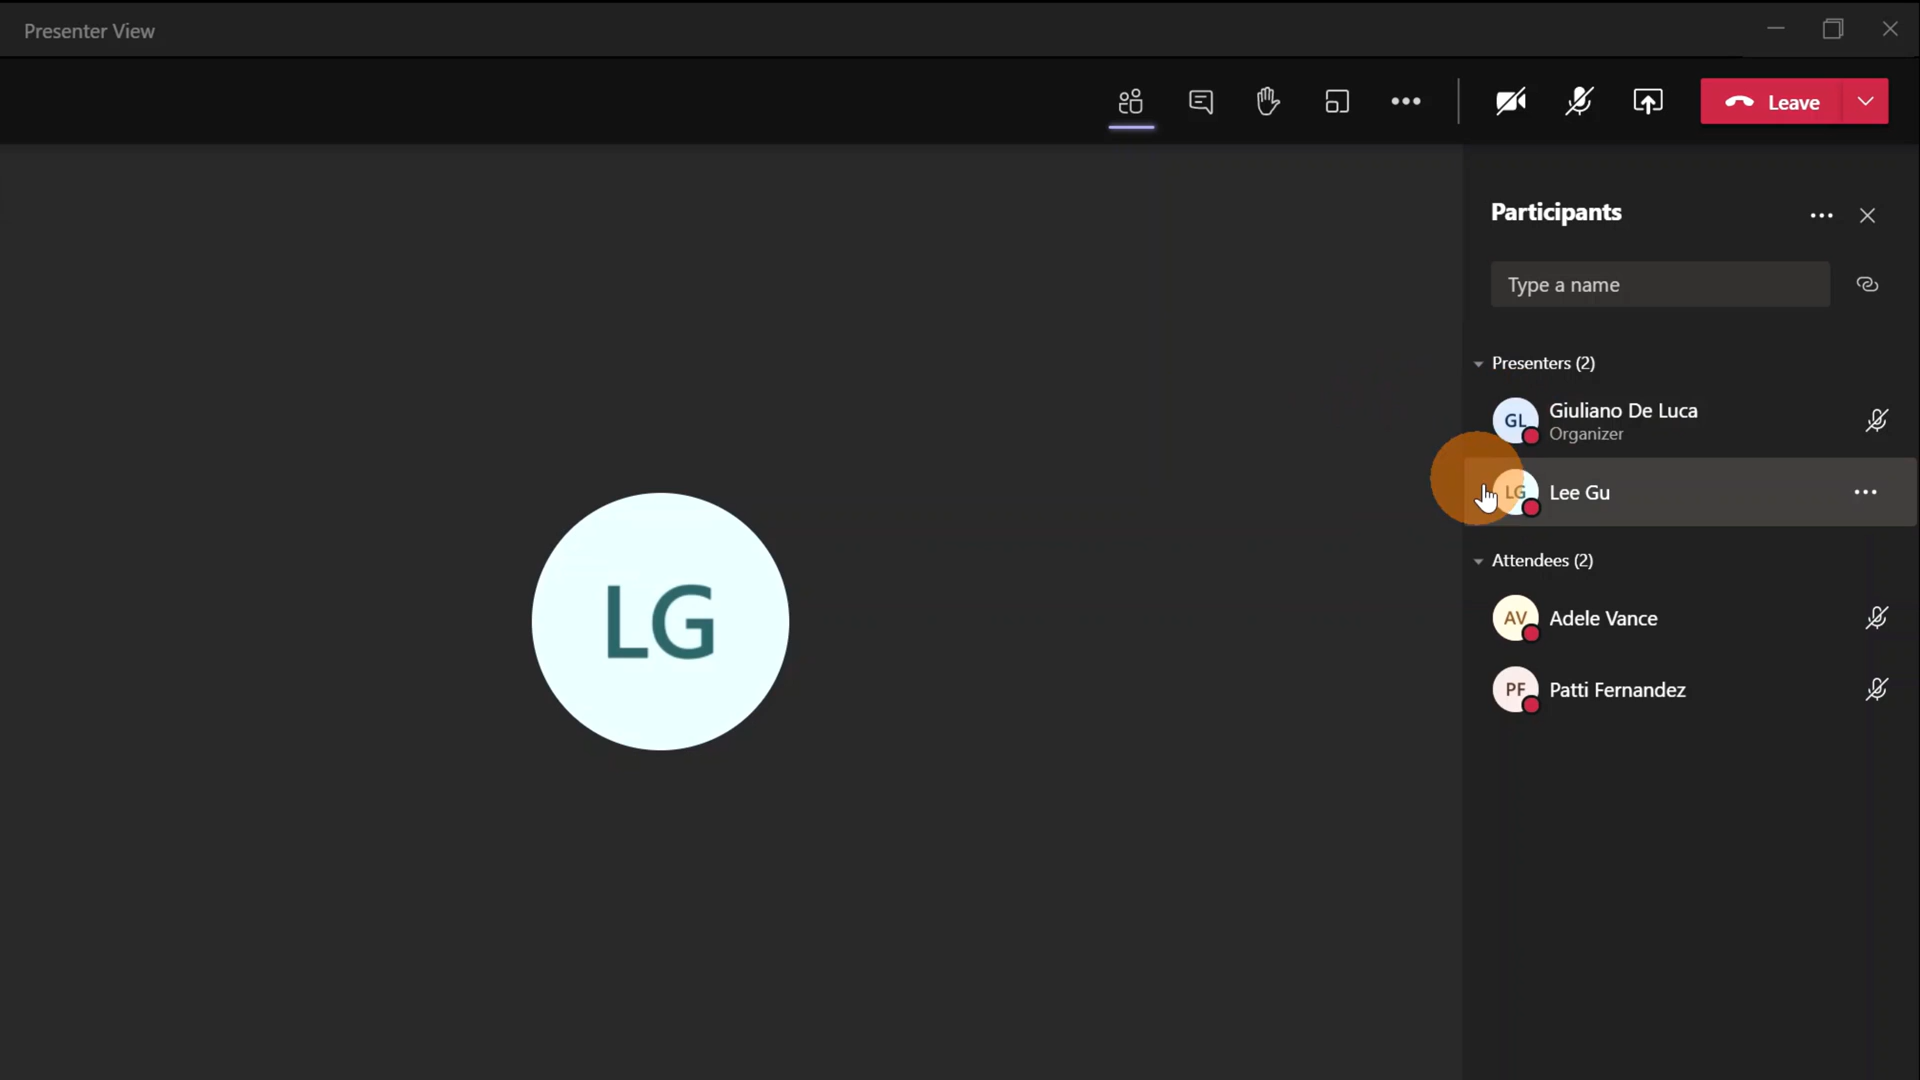 Presenter View
Leave
Participants
Type a name
Presenters (2)
GL
Giuliano De Luca
Organizer
LG
Lee Gu
Attendees (2)
AV
Adele Vance
PF
Patti Fernandez
LG